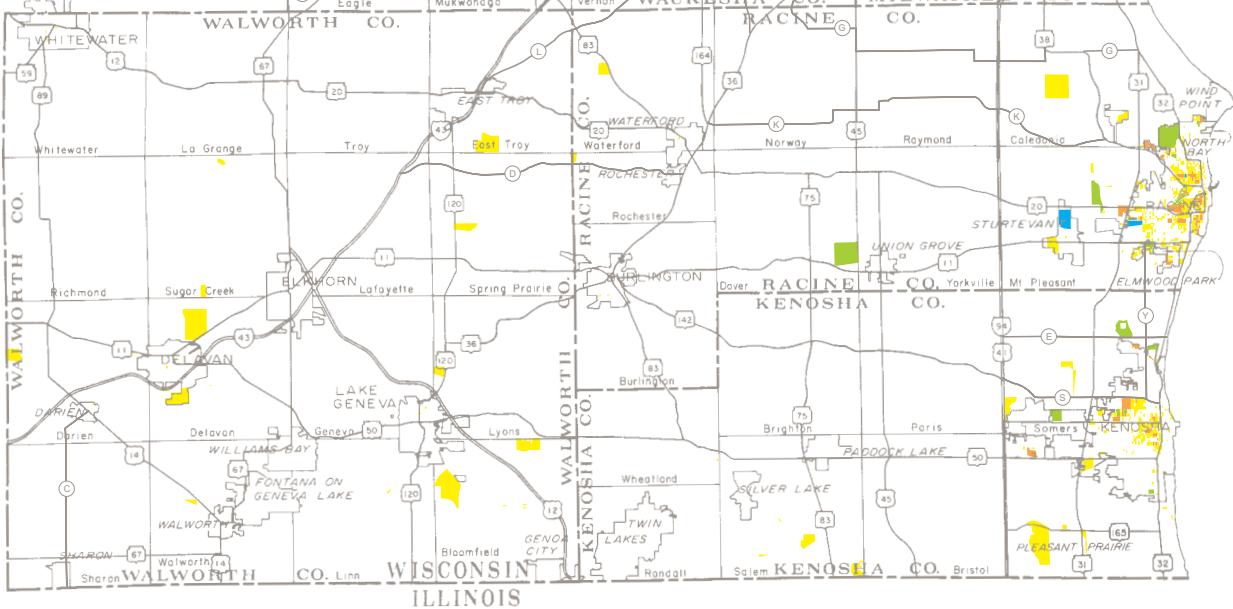 Eagle
Mukwonago
Vernon
WAUKESHA CO.
WALWORTH CO.
RACINE CO.
WHITEWATER
83
G
38
G
59
12
67
L
164
36
31
89
20
EAST TROY
43
20
WATERFORD
K
45
K
32
WIND
POINT
Whitewater
La Grange
Troy
East Troy
Waterford
Norway
Raymond
Caledonia
NORTH
BAY
D
ROCHESTER
WALWORTH CO.
RACINE CO.
120
75
20
RACINE
Rochester
STURTEVAN
11
UNION GROVE
11
ELKHORN
BURLINGTON
Richmond
Sugar Creek
Lafayette
Spring Prairie
Dover
RACINE CO.
Yorkville
Mt Pleasant
ELMWOOD PARK
KENOSHA CO.
142
94
Y
43
36
41
E
11
DELAVAN
120
83
WALWORTH CO.
LAKE
GENEVA
Burlington
S
DARIEN
75
KENOSHA CO.
Darien
Delavan
Geneva
50
Lyons
Brighton
Paris
Somers
KENOSHA
14
WILLIAMS BAY
PADDOCK LAKE
50
67
FONTANA ON
GENEVA LAKE
C
120
Wheatland
SILVER LAKE
45
12
WALWORTH
TWIN
LAKES
83
165
SHARON
67
Walworth
14
Bloomfield
GENOA
CITY
PLEASANT PRAIRIE
31
32
Sharon
WALWORTH CO.
Linn
WISCONSIN
Randall
Salem
KENOSHA CO.
Bristol
ILLINOIS